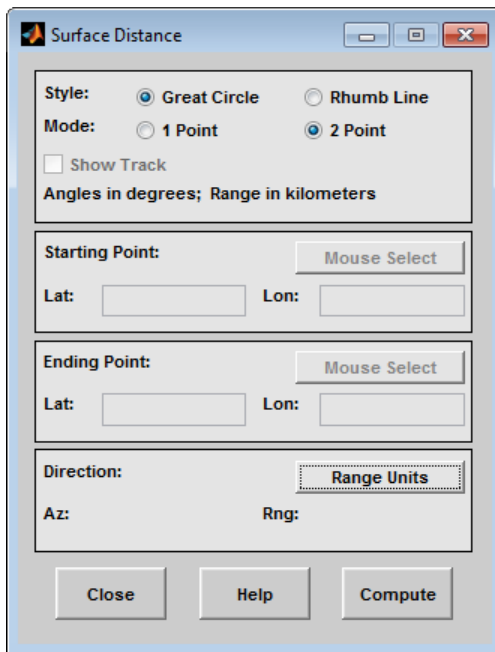 Surface Distance
Style: Great Circle Rhumb Line
Mode: 1 Point 2 Point
Show Track
Angles in degrees; Range in kilometers
Starting Point: Mouse Select
Lat: Lon:
Ending Point: Mouse Select
Lat: Lon:
Direction: Range Units
Az: Rng:
Close Help Compute